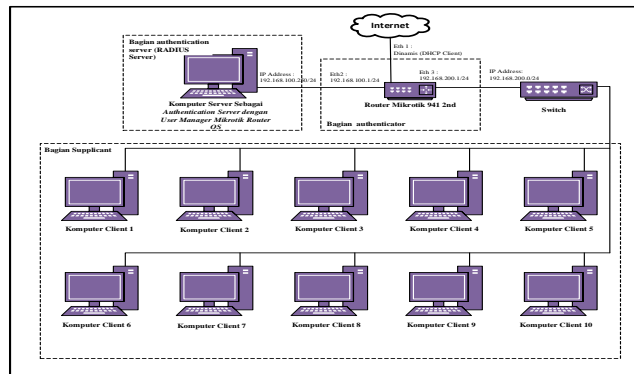 Internet
Bagian authentication
server (RADIUS
Server)
Eth 1 :
Dinamis (DHCP Client)
IP Address :
192.168.100.250/24
Eth2 :
192.168.100.1/24
Eth 3 :
192.168.200.1/24
IP Address:
192.168.200.0/24
Komputer Server Sebagai
Authentication Server dengan
User Manager Mikrotik Router
OS
Router Mikrotik 941 2nd
Bagian authenticator
Switch
Bagian Supplicant
Komputer Client 1
Komputer Client 2
Komputer Client 3
Komputer Client 4
Komputer Client 5
Komputer Client 6
Komputer Client 7
Komputer Client 8
Komputer Client 9
Komputer Client 10